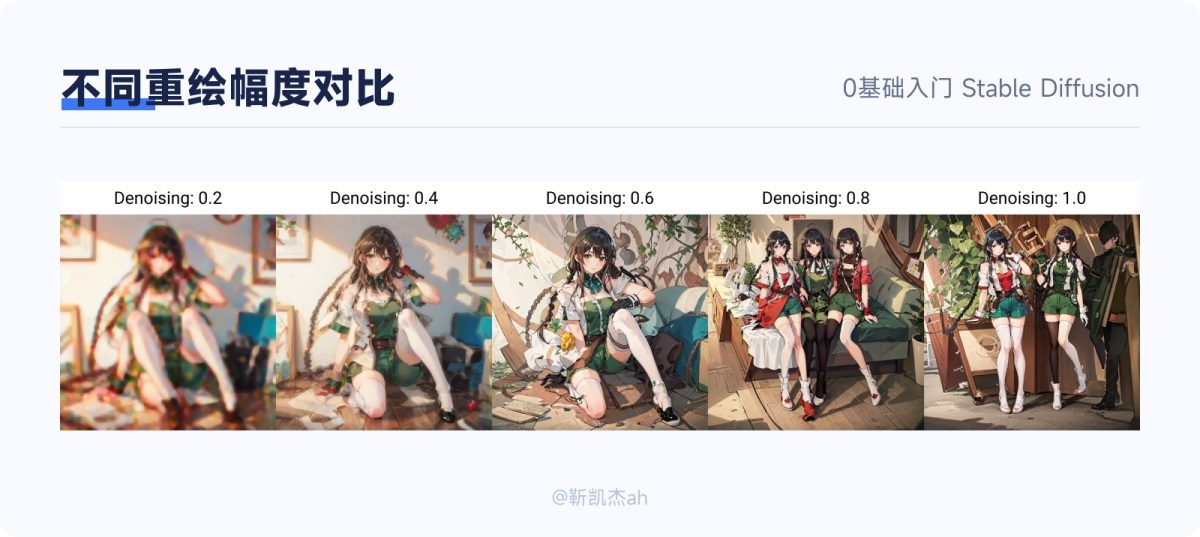 不同重绘幅度对比
0基础入门 Stable Diffusion
Denoising: 0.2
Denoising: 0.4
Denoising: 0.6
Denoising: 0.8
Denoising: 1.0
@靳凯杰ah